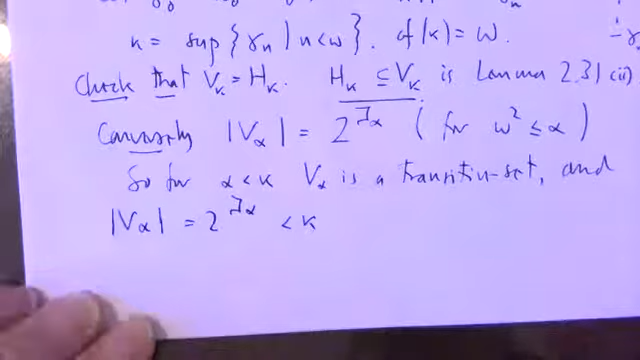 κ = sup{γn | n<ω}. cf(κ) = ω.
Check that Vκ = Hκ. Hκ ⊆ Vκ is Lemma 2.31 (ii)
Conversely |Vα| = 2^ℶα (for ω² ≤ α)
So for α < κ Vα is a transitive-set, and
|Vα| = 2^ℶα < κ